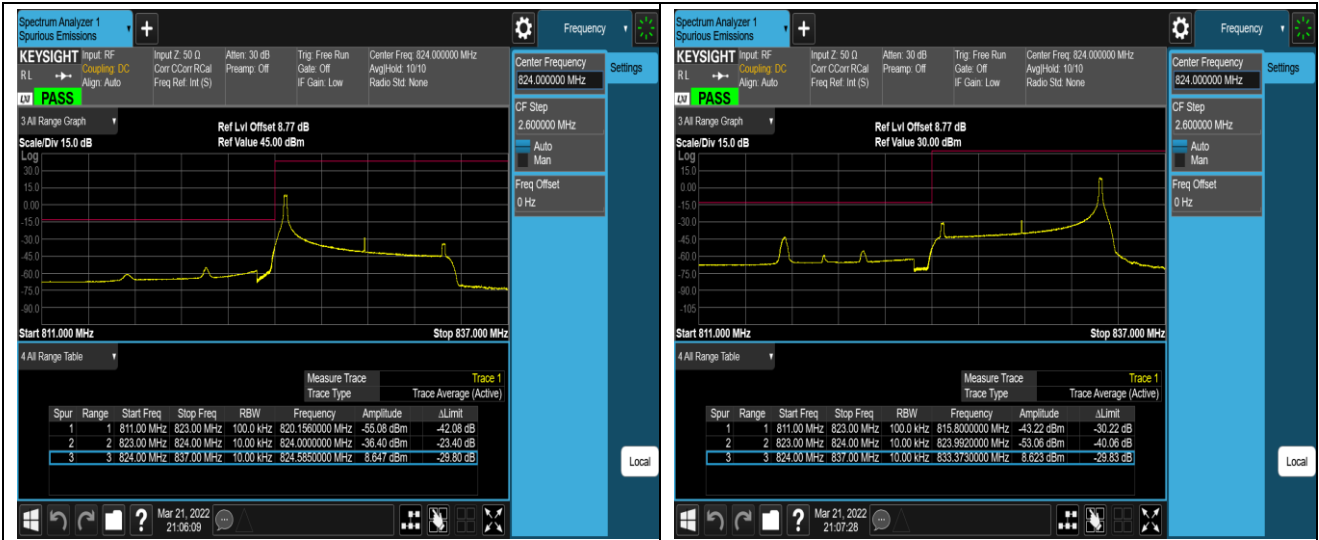 Spectrum Analyzer 1
Spurious Emissions
+
Frequency
KEYSIGHT Input: RF Input Z: 50 Ω Atten: 30 dB Trig: Free Run Center Freq: 824.000000 MHz
Coupling: DC Corr CCorr RCal Preamp: Off Gate: Off Avg|Hold: 10/10
RL Align: Auto Freq Ref: Int (S) IF Gain: Low Radio Std: None
LXI PASS
Center Frequency
824.000000 MHz
Settings
CF Step
2.600000 MHz
Auto
Man
Freq Offset
0 Hz
3 All Range Graph
Ref Lvl Offset 8.77 dB
Scale/Div 15.0 dB Ref Value 45.00 dBm
Log
30.0
15.0
0.00
-15.0
-30.0
-45.0
-60.0
-75.0
-90.0
Start 811.000 MHz Stop 837.000 MHz
4 All Range Table
Measure Trace Trace 1
Trace Type Trace Average (Active)
Spur Range Start Freq Stop Freq RBW Frequency Amplitude ΔLimit
1 1 811.00 MHz 823.00 MHz 100.0 kHz 820.1560000 MHz -55.08 dBm -42.08 dB
2 2 823.00 MHz 824.00 MHz 10.00 kHz 824.0000000 MHz -36.40 dBm -23.40 dB
3 3 824.00 MHz 837.00 MHz 10.00 kHz 824.5850000 MHz 8.647 dBm -29.80 dB
Local
? Mar 21, 2022
21:06:09
Spectrum Analyzer 1
Spurious Emissions
+
Frequency
KEYSIGHT Input: RF Input Z: 50 Ω Atten: 30 dB Trig: Free Run Center Freq: 824.000000 MHz
Coupling: DC Corr CCorr RCal Preamp: Off Gate: Off Avg|Hold: 10/10
RL Align: Auto Freq Ref: Int (S) IF Gain: Low Radio Std: None
LXI PASS
Center Frequency
824.000000 MHz
Settings
CF Step
2.600000 MHz
Auto
Man
Freq Offset
0 Hz
3 All Range Graph
Ref Lvl Offset 8.77 dB
Scale/Div 15.0 dB Ref Value 30.00 dBm
Log
15.0
0.00
-15.0
-30.0
-45.0
-60.0
-75.0
-90.0
-105
Start 811.000 MHz Stop 837.000 MHz
4 All Range Table
Measure Trace Trace 1
Trace Type Trace Average (Active)
Spur Range Start Freq Stop Freq RBW Frequency Amplitude ΔLimit
1 1 811.00 MHz 823.00 MHz 100.0 kHz 815.8000000 MHz -43.22 dBm -30.22 dB
2 2 823.00 MHz 824.00 MHz 10.00 kHz 823.9920000 MHz -53.06 dBm -40.06 dB
3 3 824.00 MHz 837.00 MHz 10.00 kHz 833.3730000 MHz 8.623 dBm -29.83 dB
Local
? Mar 21, 2022
21:07:28